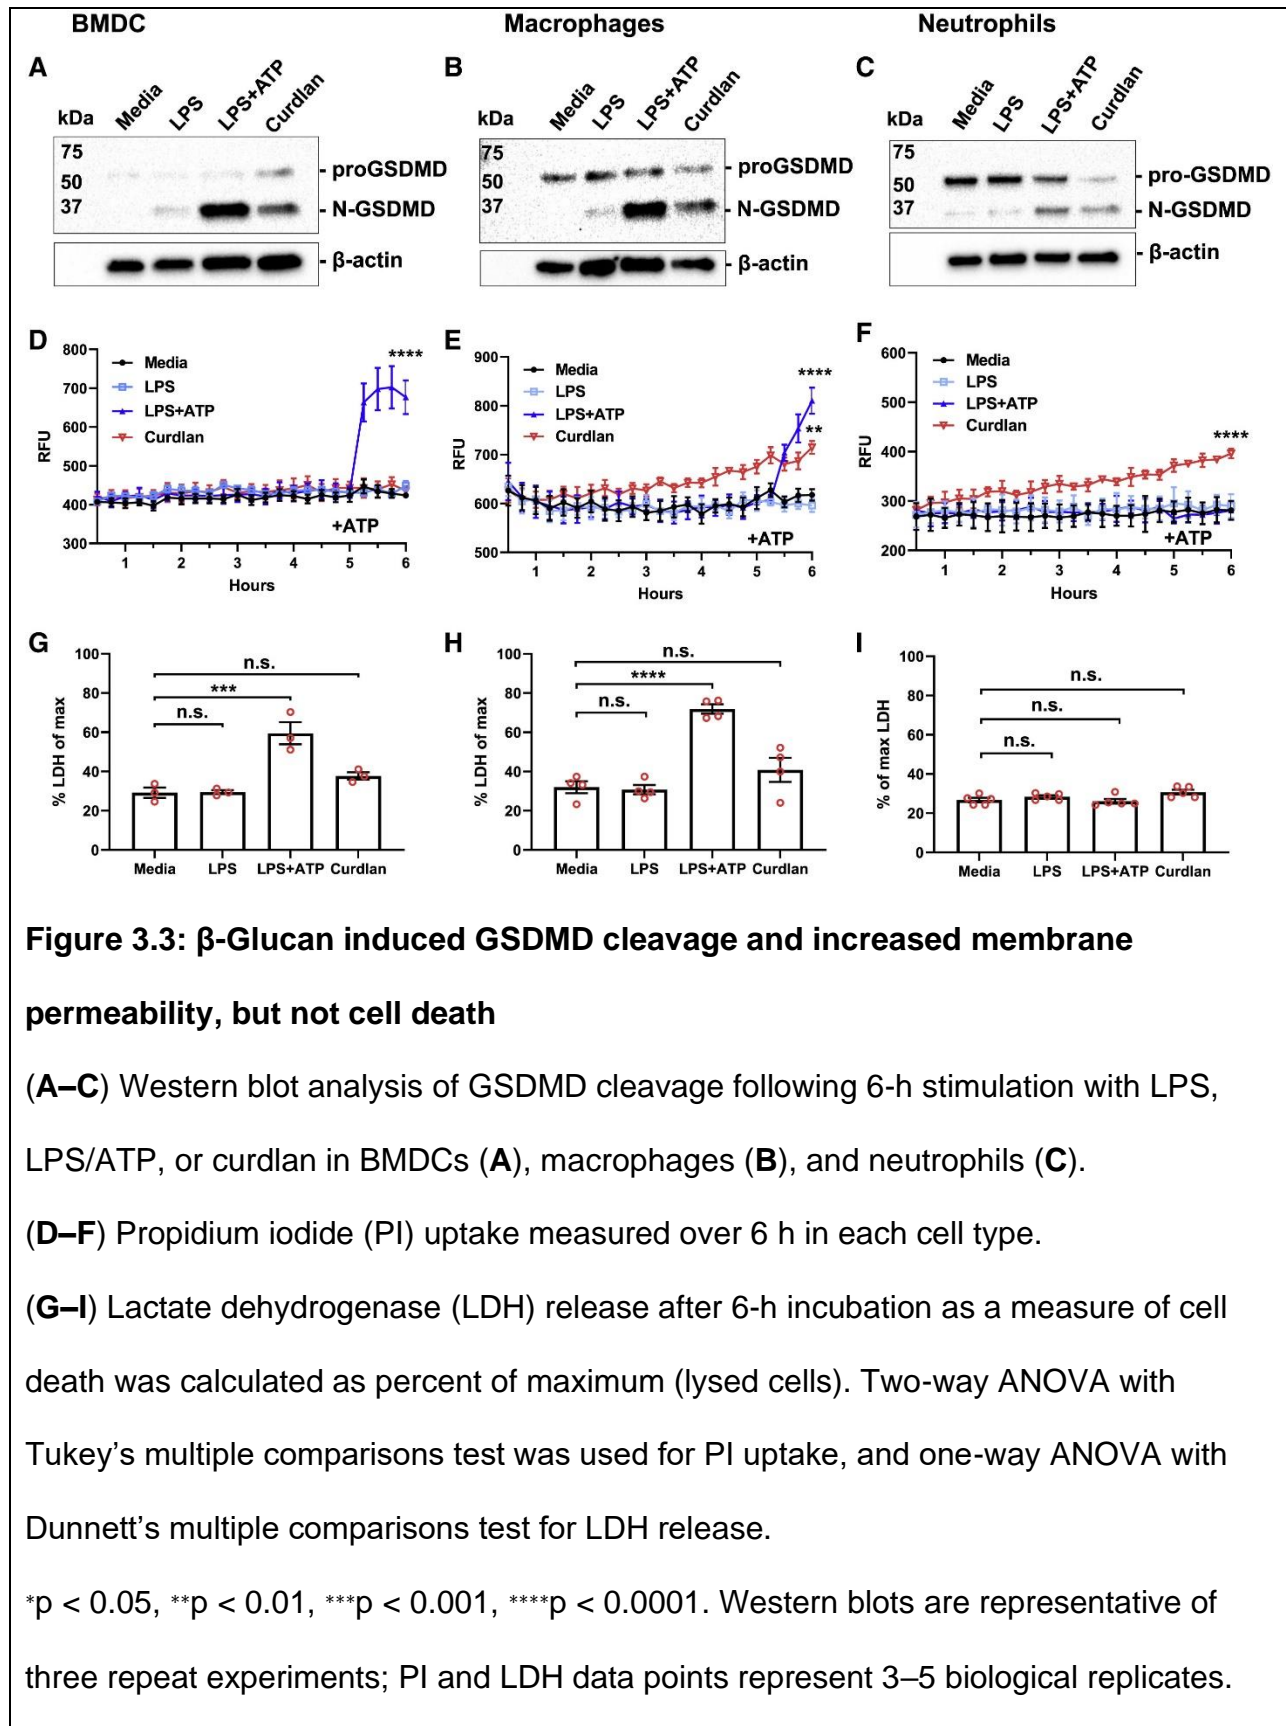 BMDC
Macrophages
Neutrophils
A
kDa
Media
LPS
LPS+ATP
Curdlan
75
50
37
- proGSDMD
- N-GSDMD
- β-actin
B
kDa
Media
LPS
LPS+ATP
Curdlan
75
50
37
proGSDMD
N-GSDMD
- β-actin
C
kDa
Media
LPS
LPS+ATP
Curdlan
75
50
37
- pro-GSDMD
- N-GSDMD
- β-actin
D
RFU
800
700
600
500
400
300
Media
LPS
LPS+ATP
Curdlan
****
+ATP
1 2 3 4 5 6
Hours
E
RFU
900
800
700
600
500
Media
LPS
LPS+ATP
Curdlan
****
**
+ATP
1 2 3 4 5 6
Hours
F
RFU
600
500
400
300
200
Media
LPS
LPS+ATP
Curdlan
****
+ATP
1 2 3 4 5 6
Hours
G
% LDH of max
100
80
60
40
20
0
n.s.
***
n.s.
Media LPS LPS+ATP Curdlan
H
% LDH of max
100
80
60
40
20
0
n.s.
****
n.s.
Media LPS LPS+ATP Curdlan
I
% of max LDH
100
80
60
40
20
0
n.s.
n.s.
n.s.
Media LPS LPS+ATP Curdlan
Figure 3.3: β-Glucan induced GSDMD cleavage and increased membrane
permeability, but not cell death
(A–C) Western blot analysis of GSDMD cleavage following 6-h stimulation with LPS,
LPS/ATP, or curdlan in BMDCs (A), macrophages (B), and neutrophils (C).
(D–F) Propidium iodide (PI) uptake measured over 6 h in each cell type.
(G–I) Lactate dehydrogenase (LDH) release after 6-h incubation as a measure of cell
death was calculated as percent of maximum (lysed cells). Two-way ANOVA with
Tukey’s multiple comparisons test was used for PI uptake, and one-way ANOVA with
Dunnett’s multiple comparisons test for LDH release.
*p < 0.05, **p < 0.01, ***p < 0.001, ****p < 0.0001. Western blots are representative of
three repeat experiments; PI and LDH data points represent 3–5 biological replicates.